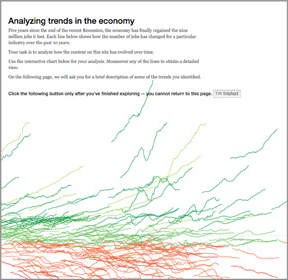 Analyzing trends in the economy
Five years since the end of the recent Recession, the economy has finally regained the nine
million jobs it lost. Each line below shows how the number of jobs has changed for a particular
industry over the past 10 years.
Your task is to analyze how the content on this site has evolved over time.
Use the interactive chart below for your analysis. Mouseover any of the lines to obtain a detailed
view.
On the following page, we will ask you for a brief description of some of the trends you identified.
Click the following button only after you've finished exploring — you cannot return to this page. I'm finished